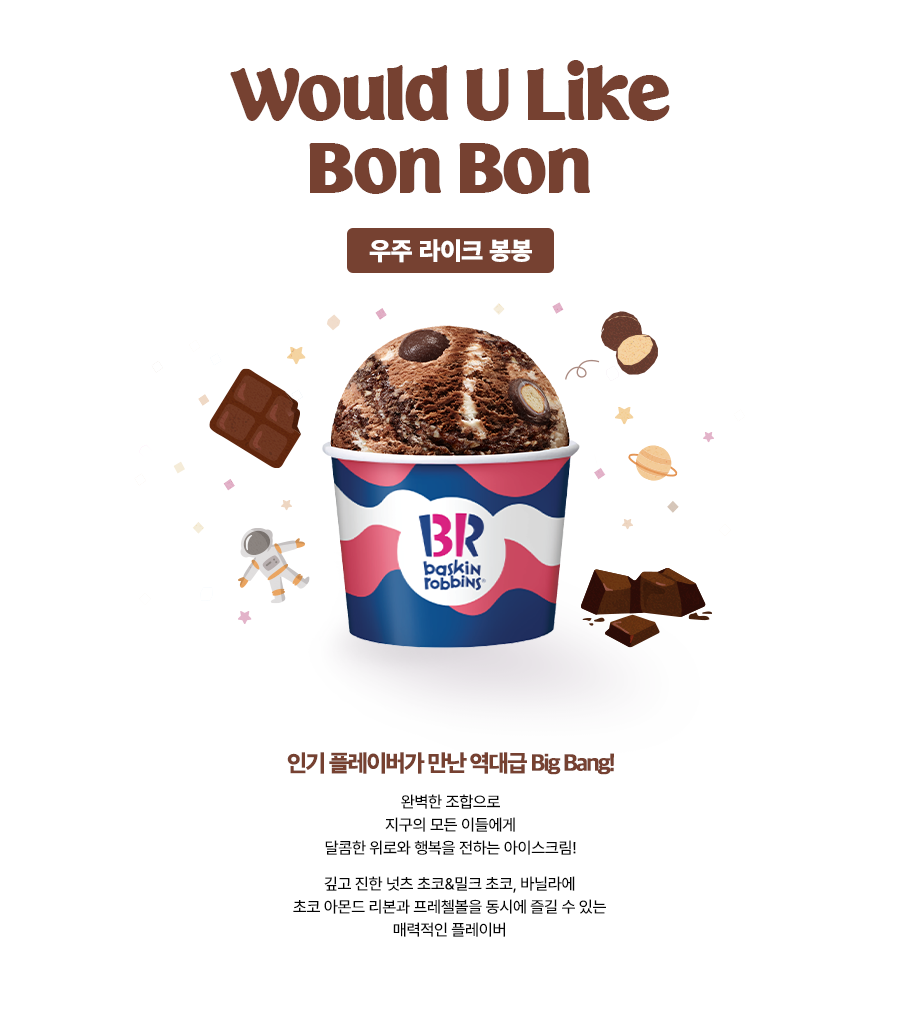 Would U Like
Bon Bon
우주 라이크 봉봉
BR
baskin
robbins®
인기 플레이버가 만난 역대급 Big Bang!
완벽한 조합으로
지구의 모든 이들에게
달콤한 위로와 행복을 전하는 아이스크림!
깊고 진한 넛츠 초코&밀크 초코, 바닐라에
초코 아몬드 리본과 프레첼볼을 동시에 즐길 수 있는
매력적인 플레이버